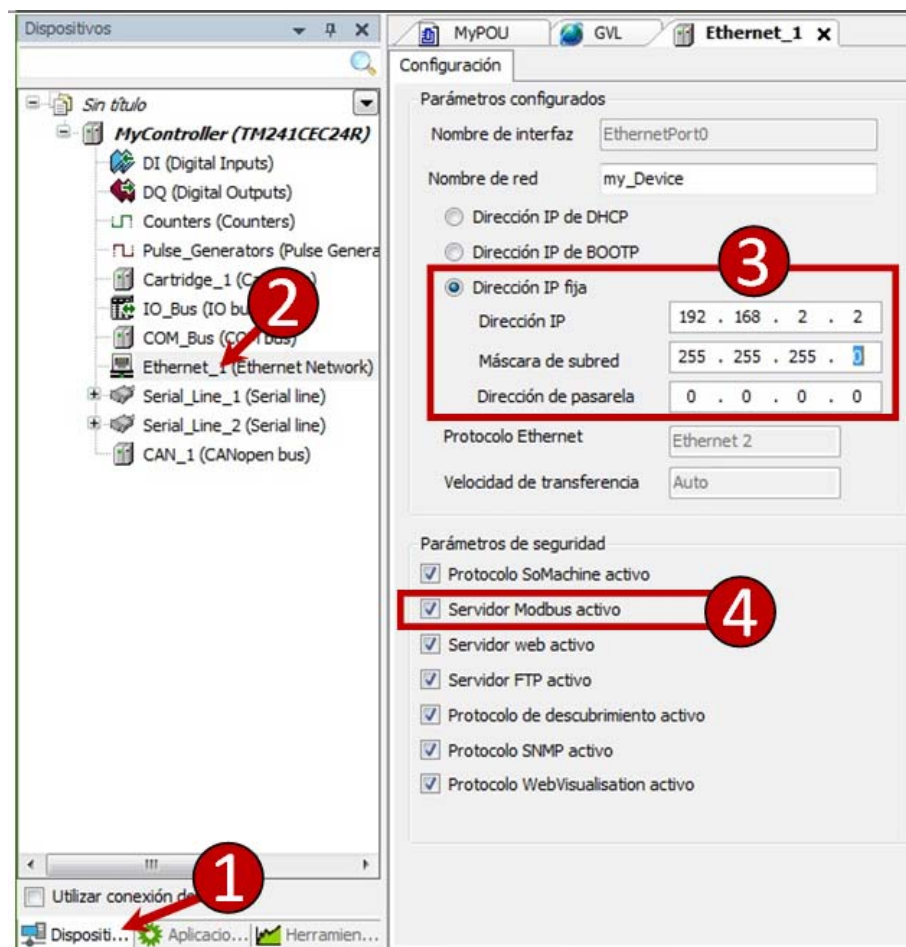 Dispositivos
Sin título
MyController (TM241CEC24R)
DI (Digital Inputs)
DQ (Digital Outputs)
Counters (Counters)
Pulse_Generators (Pulse Genera
Cartridge_1 (Ca
IO_Bus (IO bu
COM_Bus (COM bus)
Ethernet_1 (Ethernet Network)
Serial_Line_1 (Serial line)
Serial_Line_2 (Serial line)
CAN_1 (CANopen bus)
2
Utilizar conexión de
1
Dispositi... Aplicacio... Herramien...
MyPOU GVL Ethernet_1 x
Configuración
Parámetros configurados
Nombre de interfaz EthernetPort0
Nombre de red my_Device
Dirección IP de DHCP
Dirección IP de BOOTP
3
Dirección IP fija
Dirección IP 192 . 168 . 2 . 2
Máscara de subred 255 . 255 . 255 . 0
Dirección de pasarela 0 . 0 . 0 . 0
Protocolo Ethernet Ethernet 2
Velocidad de transferencia Auto
Parámetros de seguridad
Protocolo SoMachine activo
Servidor Modbus activo 4
Servidor web activo
Servidor FTP activo
Protocolo de descubrimiento activo
Protocolo SNMP activo
Protocolo WebVisualisation activo